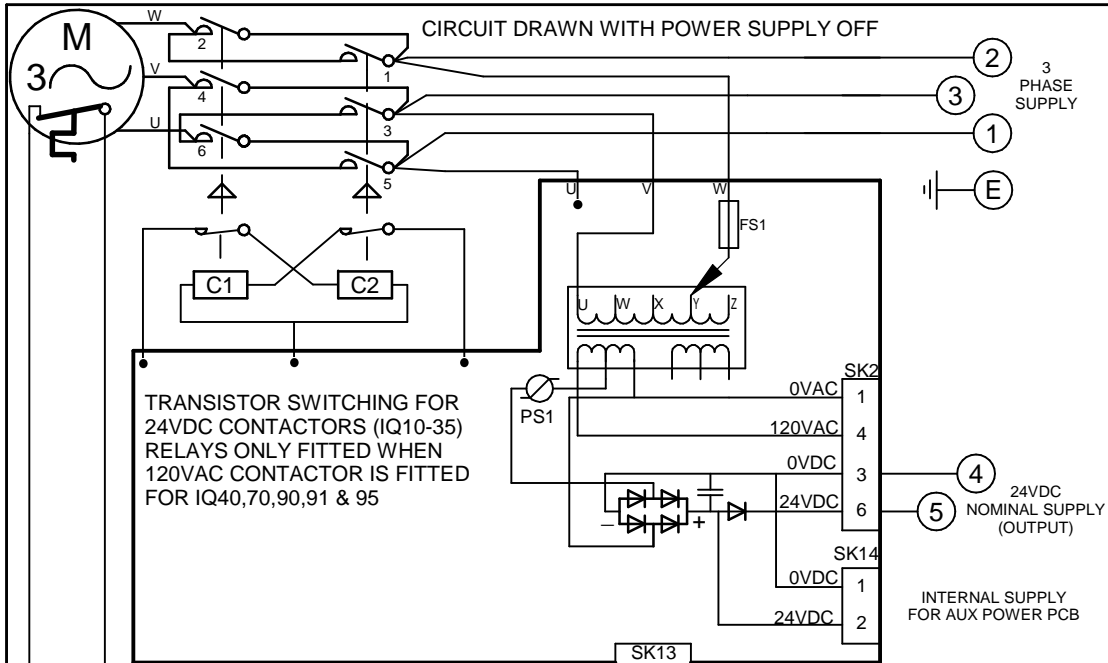 CIRCUIT DRAWN WITH POWER SUPPLY OFF
W
M
3
V
U
2
1
4
3
6
5
2
3
1
E
3
PHASE
SUPPLY
U
V
W
FS1
C1
C2
U
W
X
Y
Z
TRANSISTOR SWITCHING FOR
24VDC CONTACTORS (IQ10-35)
RELAYS ONLY FITTED WHEN
120VAC CONTACTOR IS FITTED
FOR IQ40,70,90,91 & 95
PS1
SK2
0VAC
1
120VAC
4
0VDC
3
4
24VDC
6
5
24VDC
NOMINAL SUPPLY
(OUTPUT)
– +
SK14
0VDC
1
24VDC
2
INTERNAL SUPPLY
FOR AUX POWER PCB
SK13